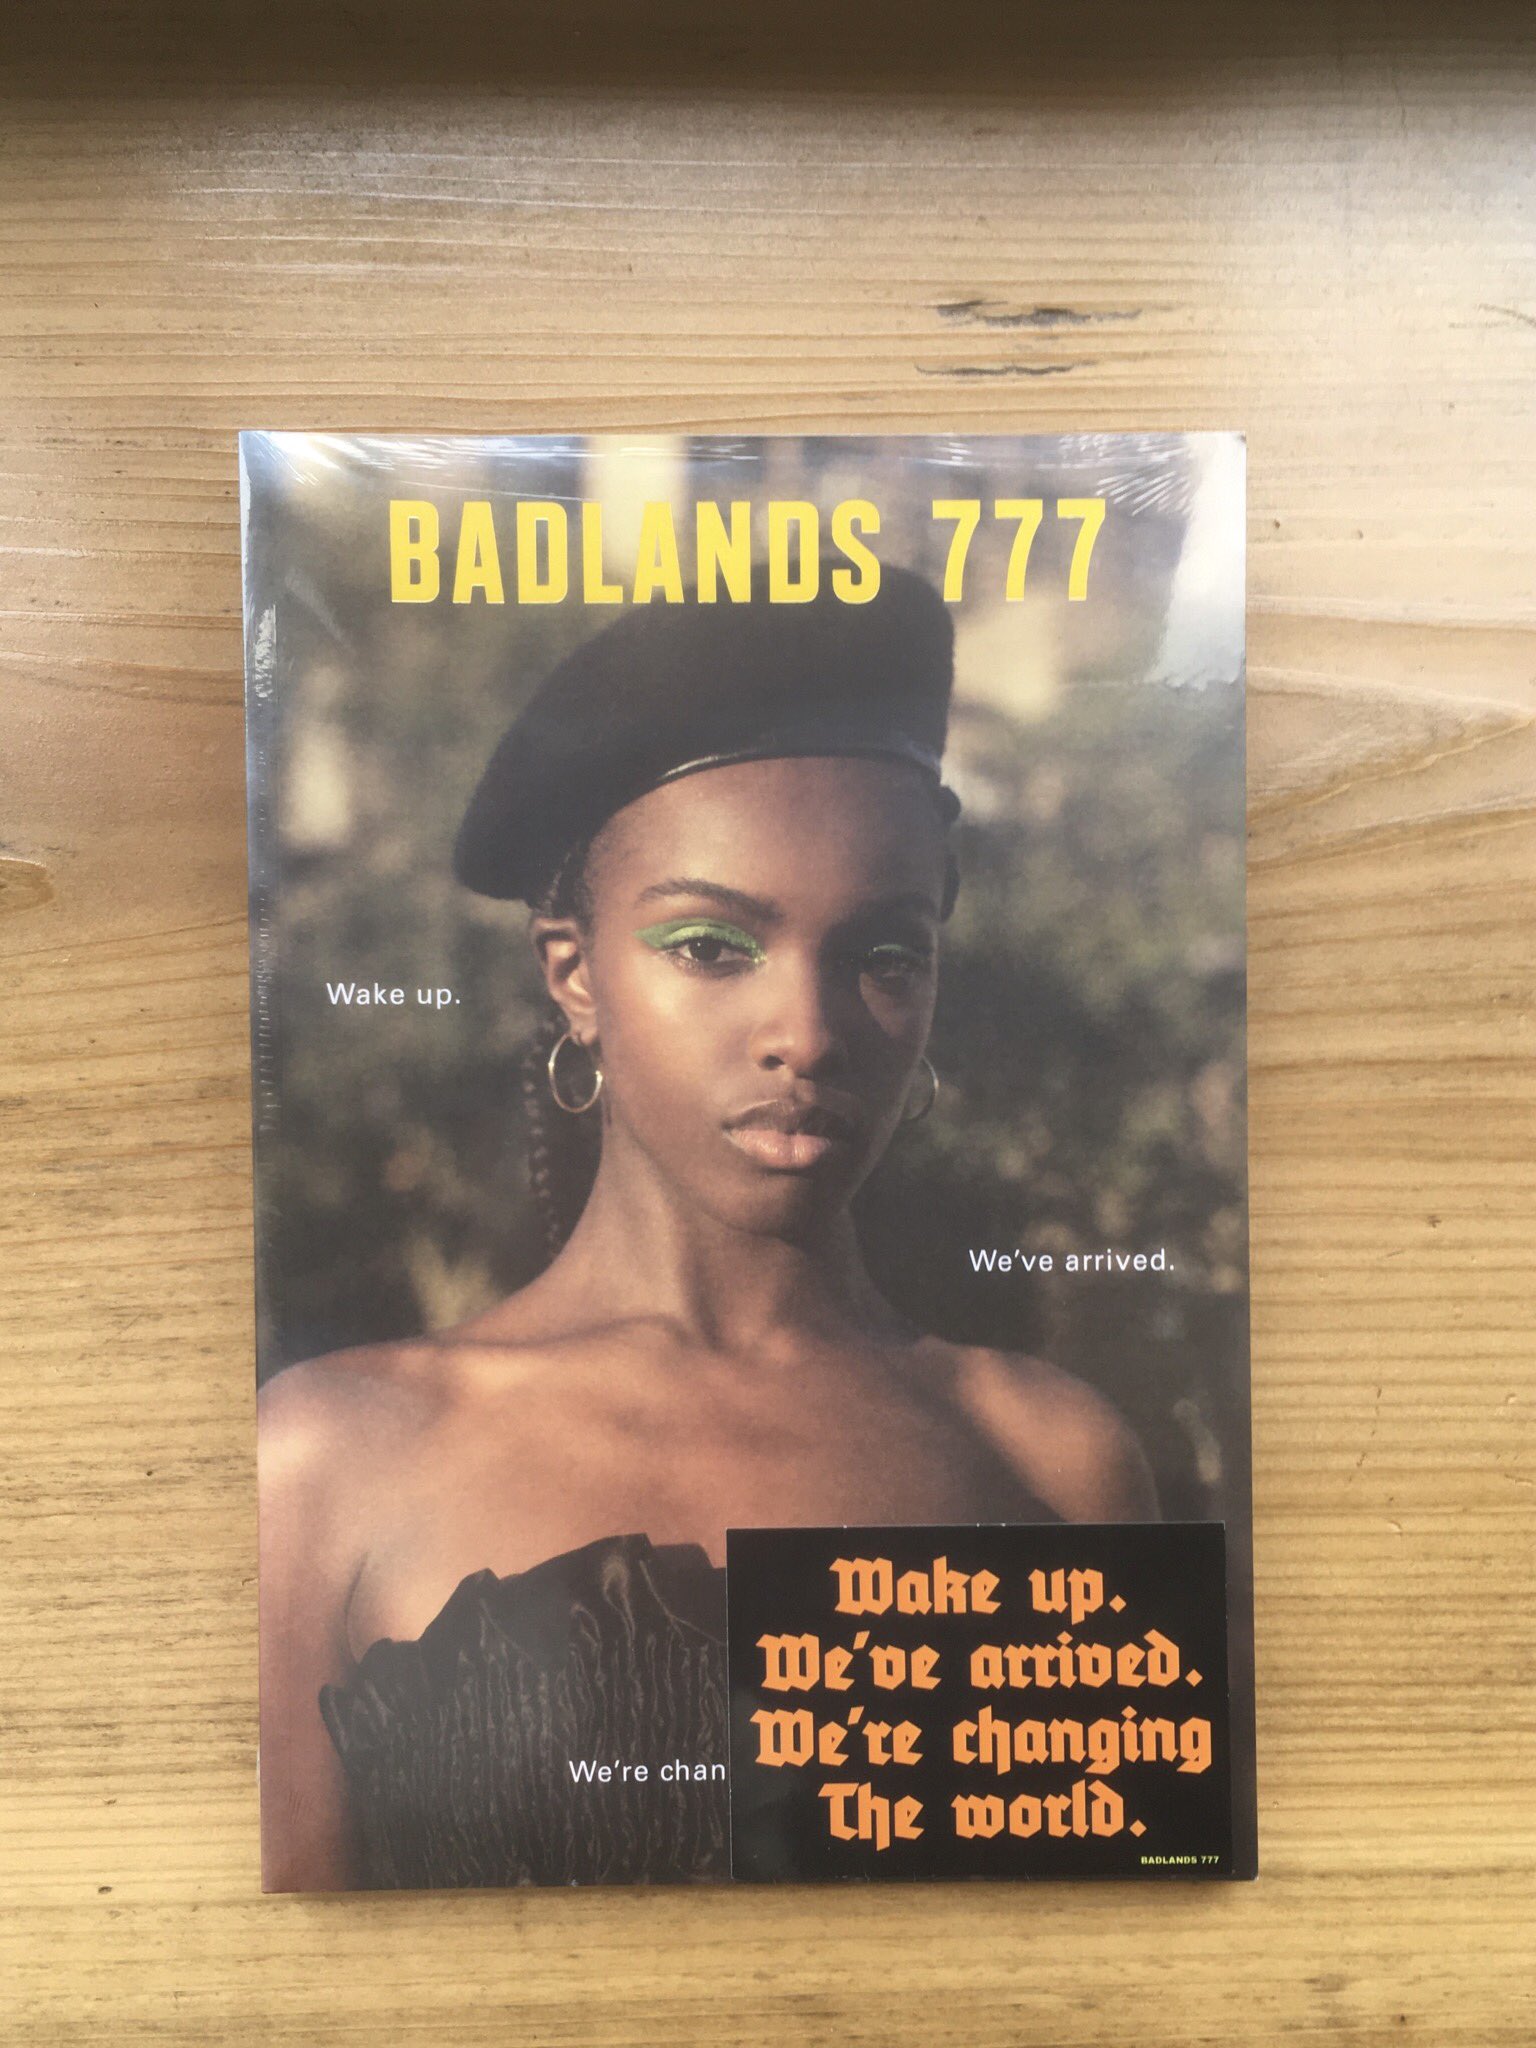 BADLANDS 777
Wake up.
We've arrived.
We're chan
Wake up.
We've arrived.
We're changing
The world.
BADLANDS 777